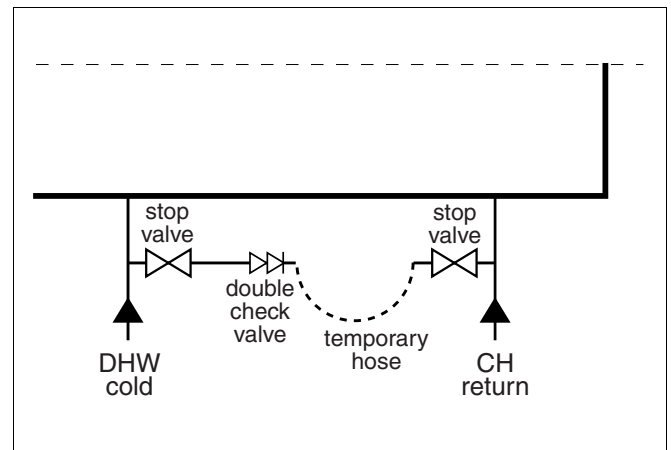 stop
valve
stop
valve
double
check
valve
temporary
hose
DHW
cold
CH
return